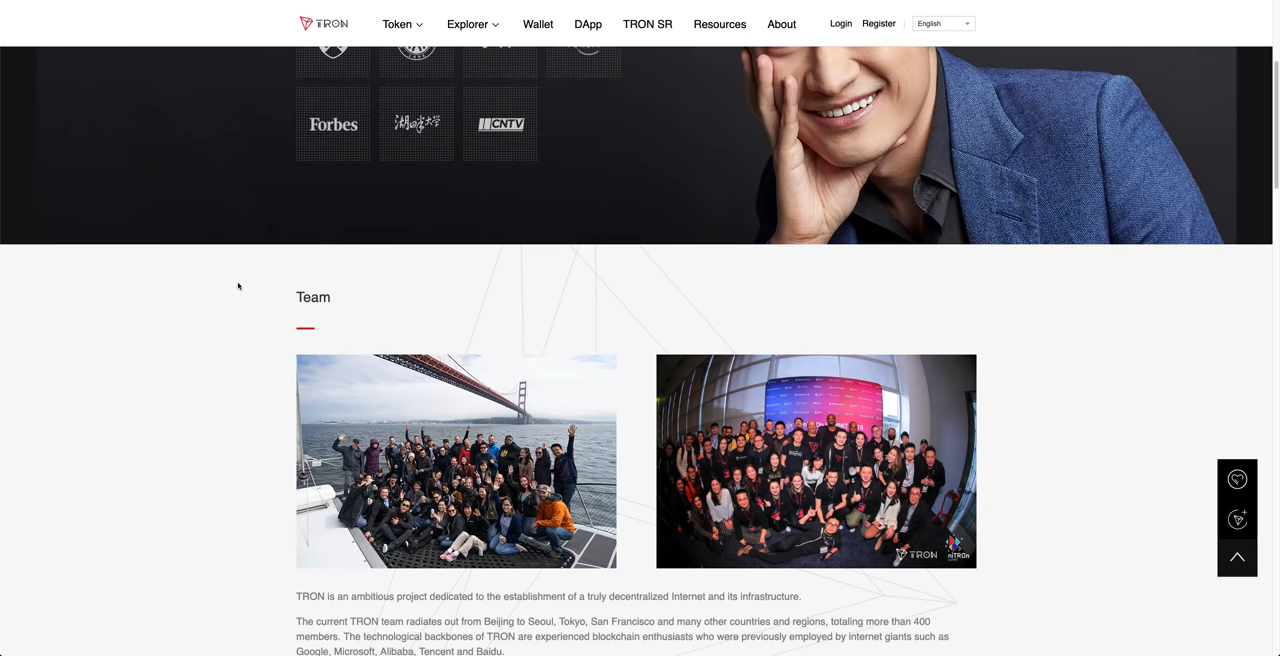 TRON
Token
Explorer
Wallet
DApp
TRON SR
Resources
About
Login
Register
English
Forbes
湖畔大学
CNTV
Team
TRON
niTROn
TRON is an ambitious project dedicated to the establishment of a truly decentralized Internet and its infrastructure.
The current TRON team radiates out from Beijing to Seoul, Tokyo, San Francisco and many other countries and regions, totaling more than 400
members. The technological backbones of TRON are experienced blockchain enthusiasts who were previously employed by internet giants such as
Google, Microsoft, Alibaba, Tencent and Baidu.